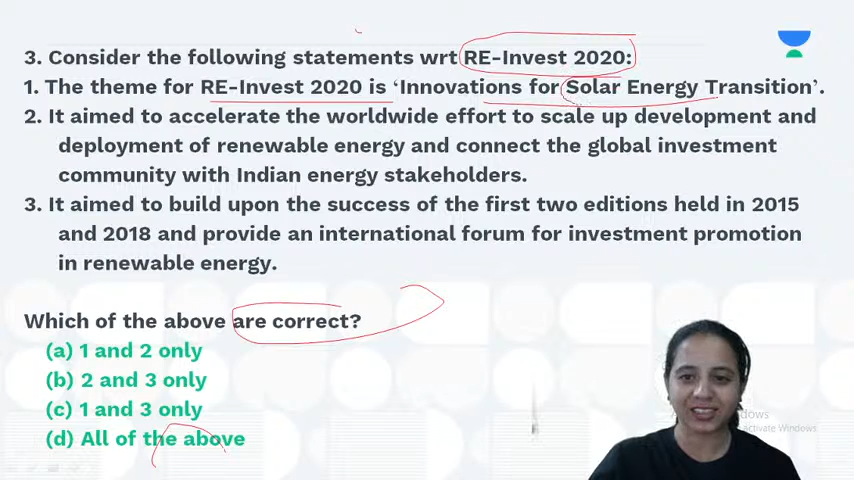 3. Consider the following statements wrt RE-Invest 2020:
1. The theme for RE-Invest 2020 is ‘Innovations for Solar Energy Transition’.
2. It aimed to accelerate the worldwide effort to scale up development and
deployment of renewable energy and connect the global investment
community with Indian energy stakeholders.
3. It aimed to build upon the success of the first two editions held in 2015
and 2018 and provide an international forum for investment promotion
in renewable energy.
Which of the above are correct?
(a) 1 and 2 only
(b) 2 and 3 only
(c) 1 and 3 only
(d) All of the above